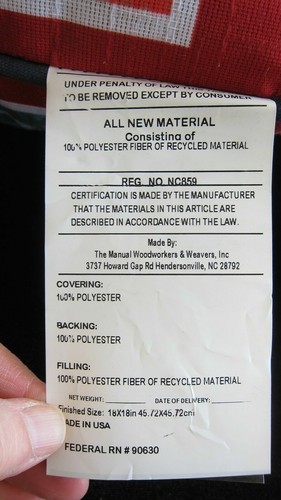 UNDER PENALTY OF LAW THIS
TO BE REMOVED EXCEPT BY CONSUMER
ALL NEW MATERIAL
Consisting of
100% POLYESTER FIBER OF RECYCLED MATERIAL
REG. NO. NC859
CERTIFICATION IS MADE BY THE MANUFACTURER
THAT THE MATERIALS IN THIS ARTICLE ARE
DESCRIBED IN ACCORDANCE WITH THE LAW.
Made By:
The Manual Woodworkers & Weavers, Inc
3737 Howard Gap Rd Hendersonville, NC 28792
COVERING:
100% POLYESTER
BACKING:
100% POLYESTER
FILLING:
100% POLYESTER FIBER OF RECYCLED MATERIAL
NET WEIGHT: DATE OF DELIVERY:
Finished Size: 18X18in 45.72X45.72cm
MADE IN USA
FEDERAL RN # 90630